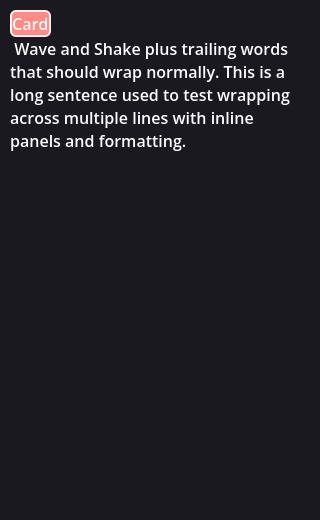 Card
Wave and Shake plus trailing words
that should wrap normally. This is a
long sentence used to test wrapping
across multiple lines with inline
panels and formatting.